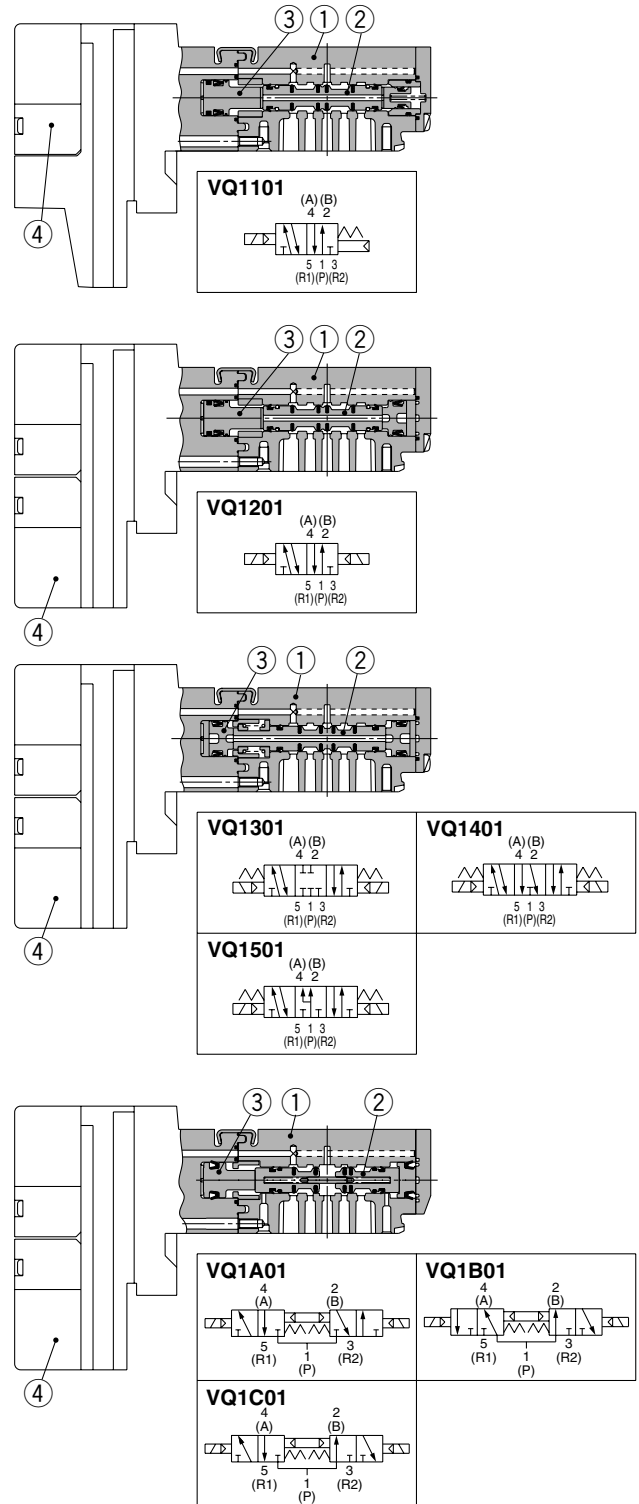 ③ ① ②
④
VQ1101
(A) (B)
4 2
5 1 3
(R1)(P)(R2)
③ ① ②
④
VQ1201
(A) (B)
4 2
5 1 3
(R1)(P)(R2)
③ ① ②
④
VQ1301
(A) (B)
4 2
5 1 3
(R1)(P)(R2)
VQ1401
(A) (B)
4 2
5 1 3
(R1)(P)(R2)
VQ1501
(A) (B)
4 2
5 1 3
(R1)(P)(R2)
③ ① ②
④
VQ1A01
4 2
(A) (B)
5 1 3
(R1) (P) (R2)
VQ1B01
4 2
(A) (B)
5 1 3
(R1) (P) (R2)
VQ1C01
4 2
(A) (B)
5 1 3
(R1) (P) (R2)